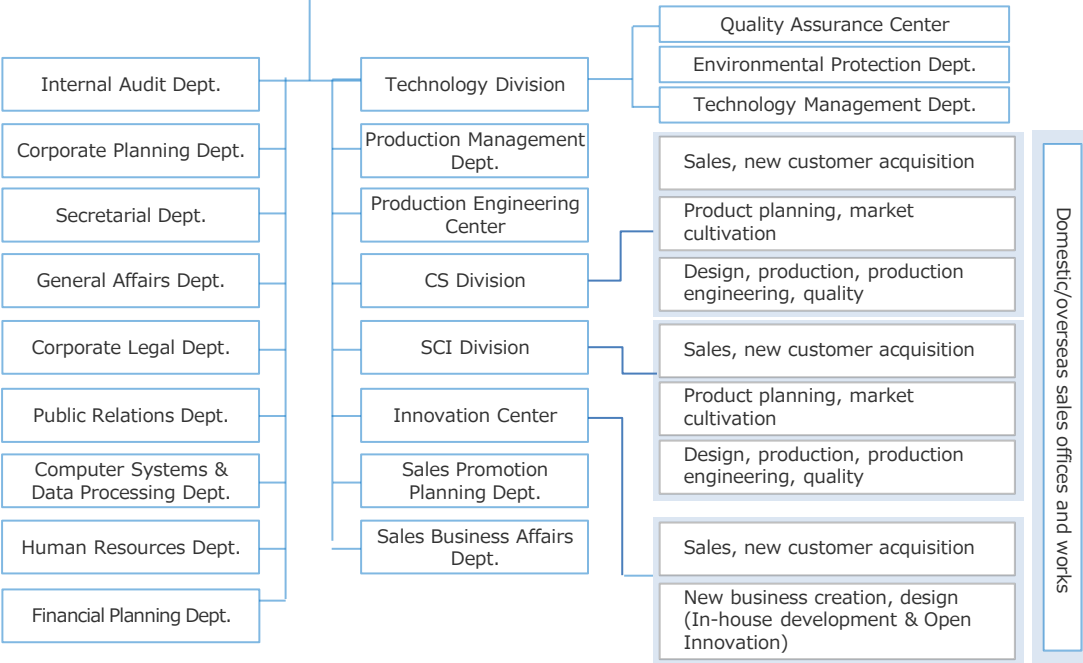 Internal Audit Dept.
Corporate Planning Dept.
Secretarial Dept.
General Affairs Dept.
Corporate Legal Dept.
Public Relations Dept.
Computer Systems &
Data Processing Dept.
Human Resources Dept.
Financial Planning Dept.
Technology Division
Production Management
Dept.
Production Engineering
Center
CS Division
SCI Division
Innovation Center
Sales Promotion
Planning Dept.
Sales Business Affairs
Dept.
Quality Assurance Center
Environmental Protection Dept.
Technology Management Dept.
Sales, new customer acquisition
Product planning, market
cultivation
Design, production, production
engineering, quality
Sales, new customer acquisition
Product planning, market
cultivation
Design, production, production
engineering, quality
Sales, new customer acquisition
New business creation, design
(In-house development & Open
Innovation)
Domestic/overseas sales offices and works